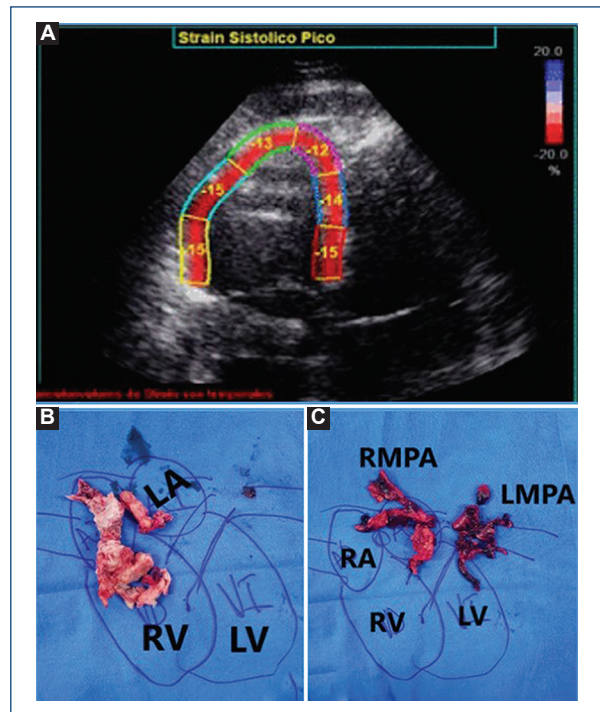 A
Strain Sistolico Pico
20.0
-20.0
%
-13
-12
-15
-14
-15
-15
B
LA
RV
LV
VI
C
RMPA
LMPA
RA
RV
LV